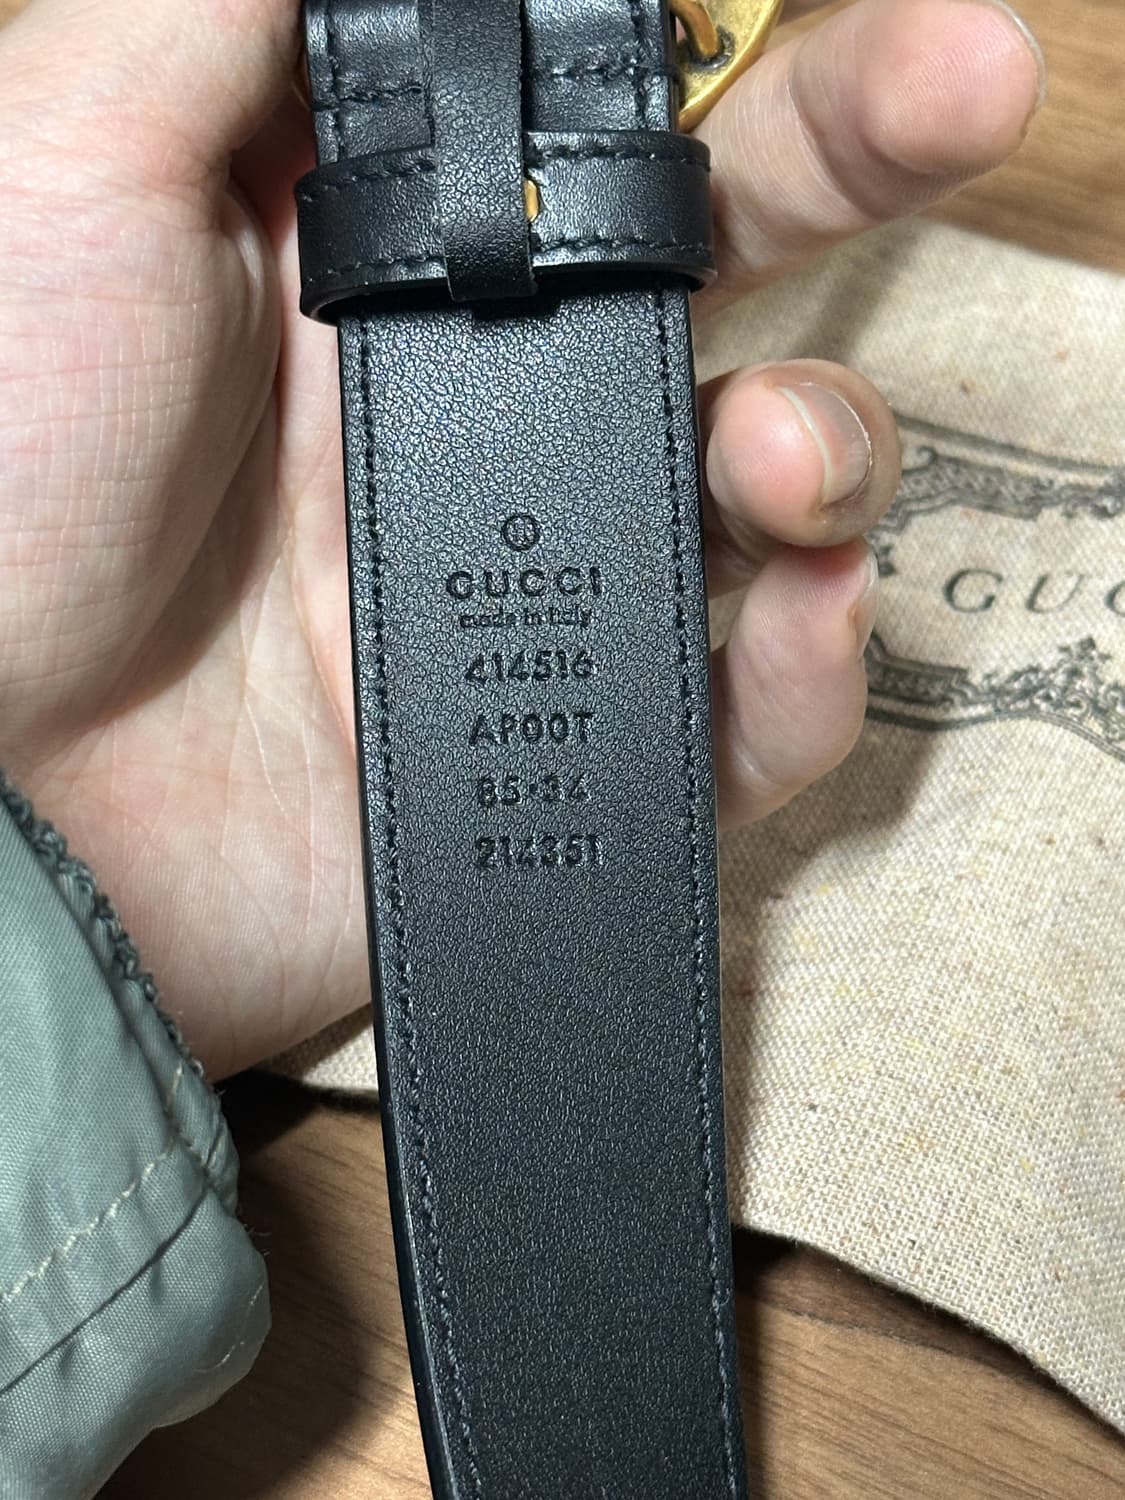 GUCCI
made in Italy
414516
AP00T
85·34
214351
GUC